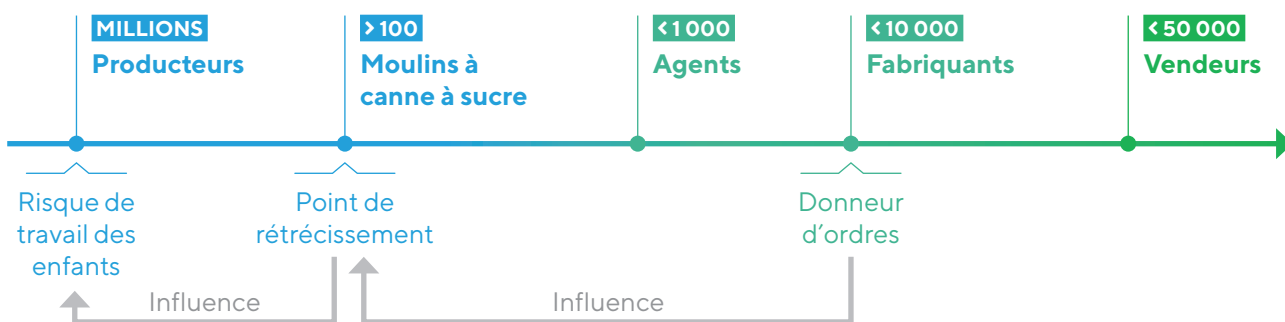 MILLIONS
Producteurs
> 100
Moulins à
canne à sucre
<1 000
Agents
<10 000
Fabriquants
<50 000
Vendeurs
Risque de
travail des
enfants
Point de
rétrécissement
Donneur
d'ordres
Influence
Influence